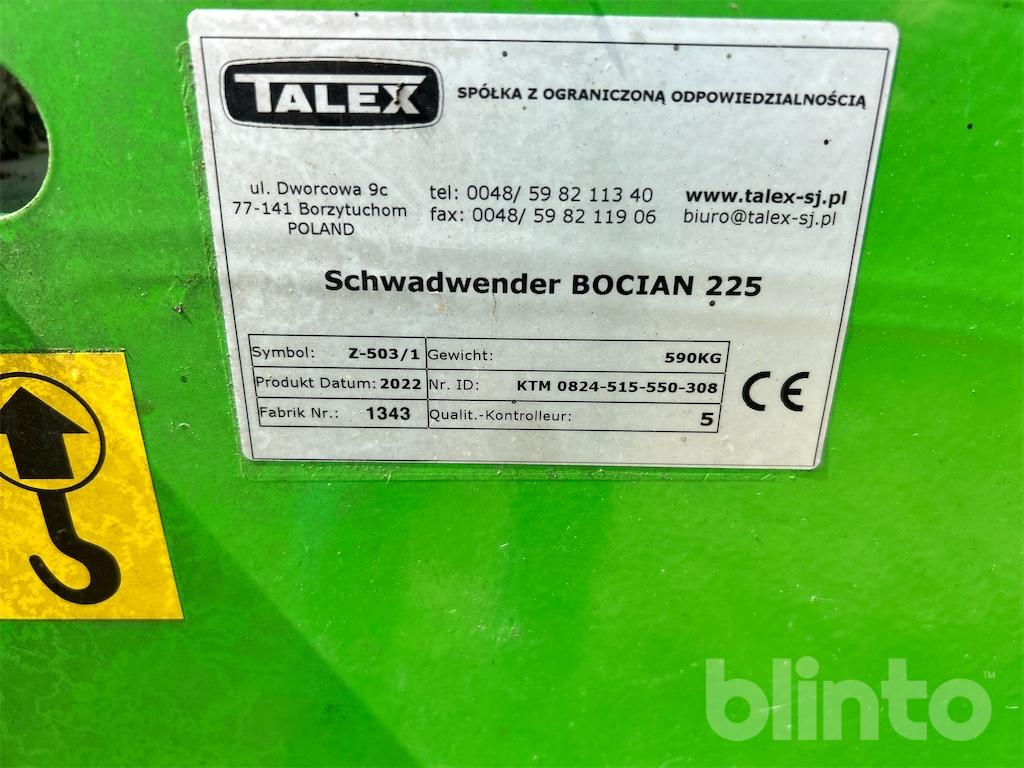 TALEX
SPÓŁKA Z OGRANICZONĄ ODPOWIEDZIALNOŚCIĄ
ul. Dworcowa 9c
77-141 Borzytuchom
POLAND
tel: 0048/ 59 82 113 40
fax: 0048/ 59 82 119 06
www.talex-sj.pl
biuro@talex-sj.pl
Schwadwender BOCIAN 225
Symbol: Z-503/1 Gewicht: 590KG
Produkt Datum: 2022 Nr. ID: KTM 0824-515-550-308
Fabrik Nr.: 1343 Qualit.-Kontrolleur: 5
CE
blinto™